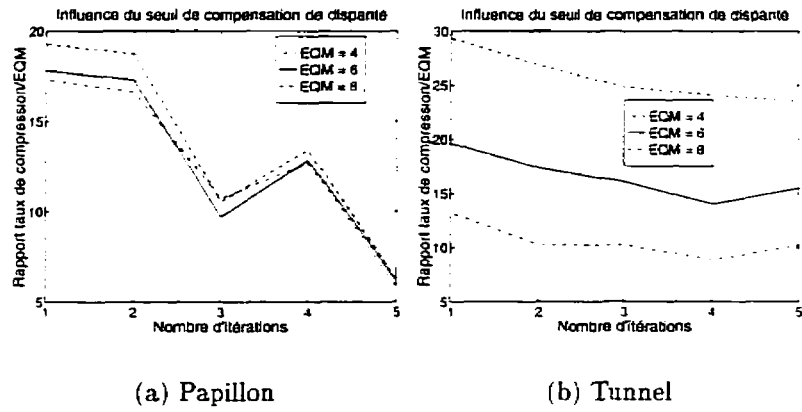 Influence du seuil de compensation de disparité
Rapport taux de compression/EQM
20
15
10
5
EQM = 4
EQM = 6
EQM = 8
1 2 3 4 5
Nombre d'itérations
(a) Papillon
Influence du seuil de compensation de disparité
Rapport taux de compression/EQM
30
25
20
15
10
5
EQM = 4
EQM = 6
EQM = 8
1 2 3 4 5
Nombre d'itérations
(b) Tunnel